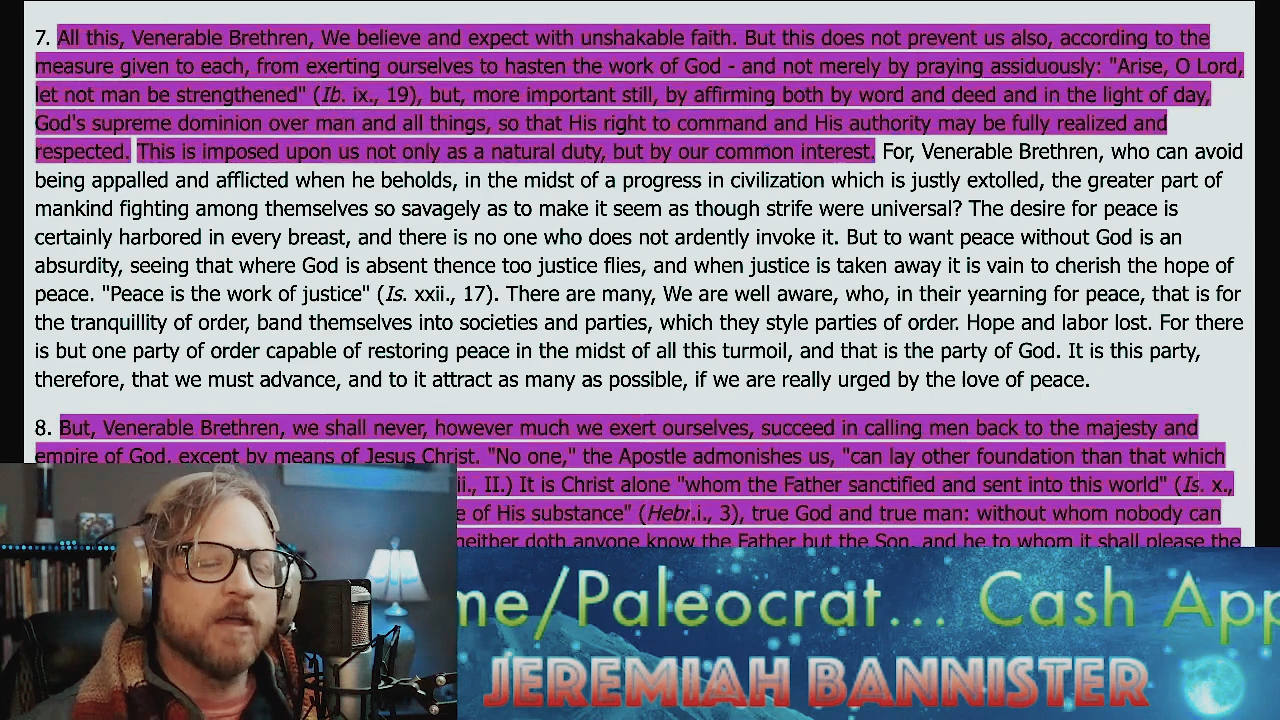 7. All this, Venerable Brethren, We believe and expect with unshakable faith. But this does not prevent us also, according to the
measure given to each, from exerting ourselves to hasten the work of God - and not merely by praying assiduously: "Arise, O Lord,
let not man be strengthened" (Ib. ix., 19), but, more important still, by affirming both by word and deed and in the light of day,
God's supreme dominion over man and all things, so that His right to command and His authority may be fully realized and
respected. This is imposed upon us not only as a natural duty, but by our common interest. For, Venerable Brethren, who can avoid
being appalled and afflicted when he beholds, in the midst of a progress in civilization which is justly extolled, the greater part of
mankind fighting among themselves so savagely as to make it seem as though strife were universal? The desire for peace is
certainly harbored in every breast, and there is no one who does not ardently invoke it. But to want peace without God is an
absurdity, seeing that where God is absent thence too justice flies, and when justice is taken away it is vain to cherish the hope of
peace. "Peace is the work of justice" (Is. xxii., 17). There are many, We are well aware, who, in their yearning for peace, that is for
the tranquillity of order, band themselves into societies and parties, which they style parties of order. Hope and labor lost. For there
is but one party of order capable of restoring peace in the midst of all this turmoil, and that is the party of God. It is this party,
therefore, that we must advance, and to it attract as many as possible, if we are really urged by the love of peace.
8. But, Venerable Brethren, we shall never, however much we exert ourselves, succeed in calling men back to the majesty and
empire of God, except by means of Jesus Christ. "No one," the Apostle admonishes us, "can lay other foundation than that which
ii., II.) It is Christ alone "whom the Father sanctified and sent into this world" (Is. x.,
e of His substance" (Hebr.i., 3), true God and true man: without whom nobody can
neither doth anyone know the Father but the Son, and he to whom it shall please the
me/Paleocrat... Cash App
JEREMIAH BANNISTER